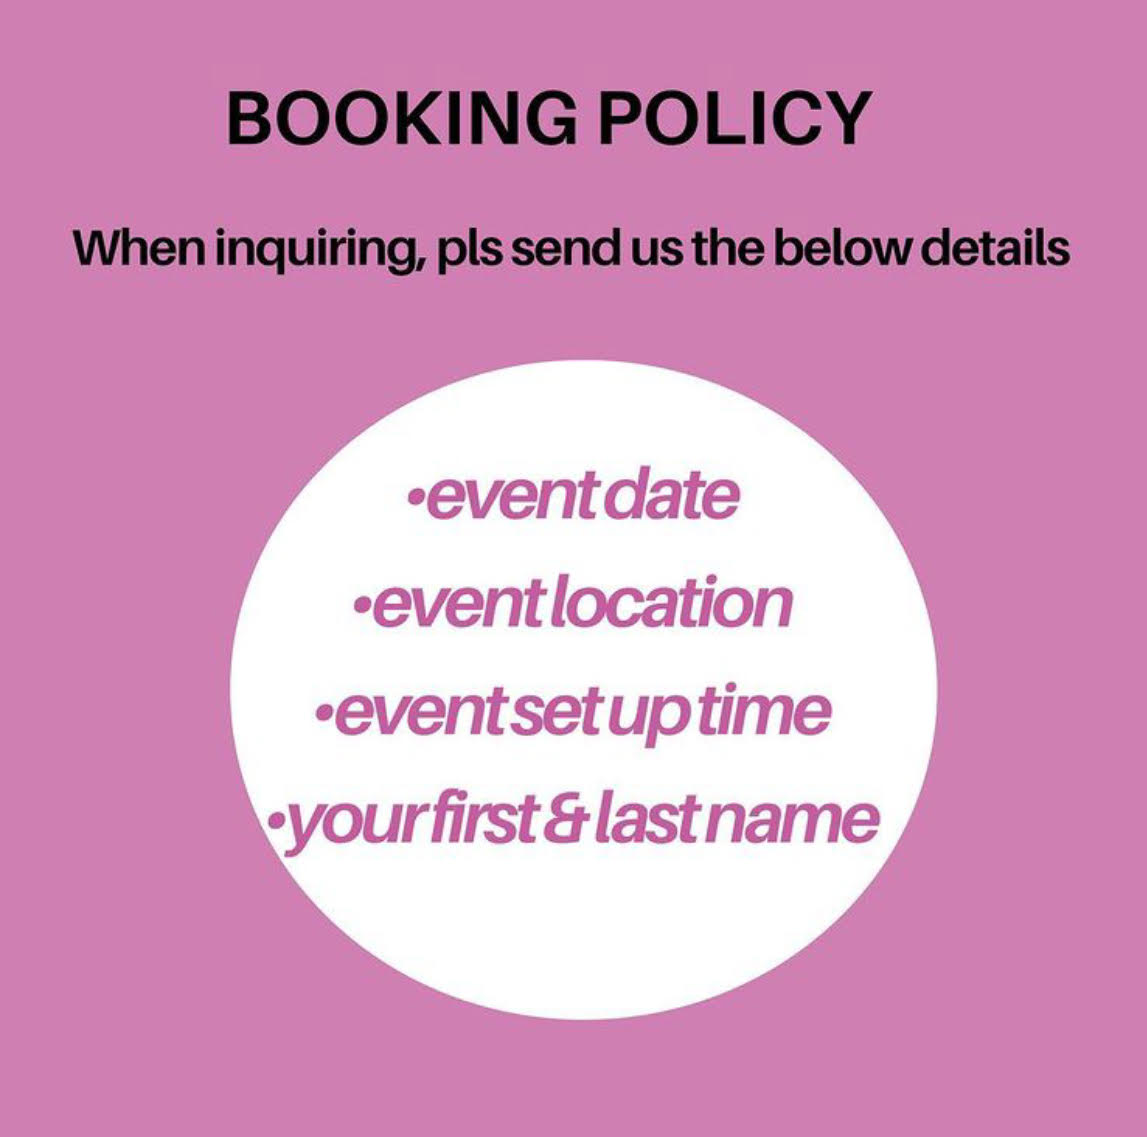 BOOKING POLICY
When inquiring, pls send us the below details
•event date
•event location
•event set up time
•your first & last name